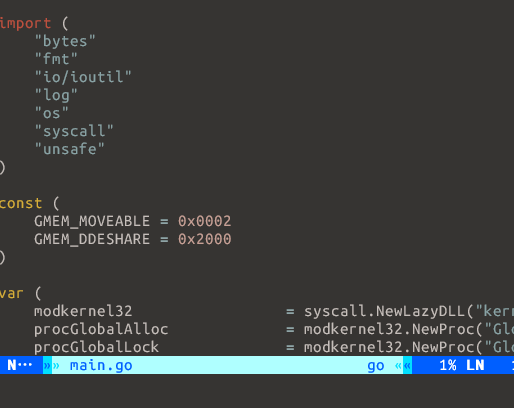 import (
"bytes"
"fmt"
"io/ioutil"
"log"
"os"
"syscall"
"unsafe"
)
const (
GMEM_MOVEABLE = 0x0002
GMEM_DDESHARE = 0x2000
)
var (
modkernel32 = syscall.NewLazyDLL("ker
procGlobalAlloc = modkernel32.NewProc("Glo
procGlobalLock = modkernel32.NewProc("Glo
N… »» main.go go «« 1% LN